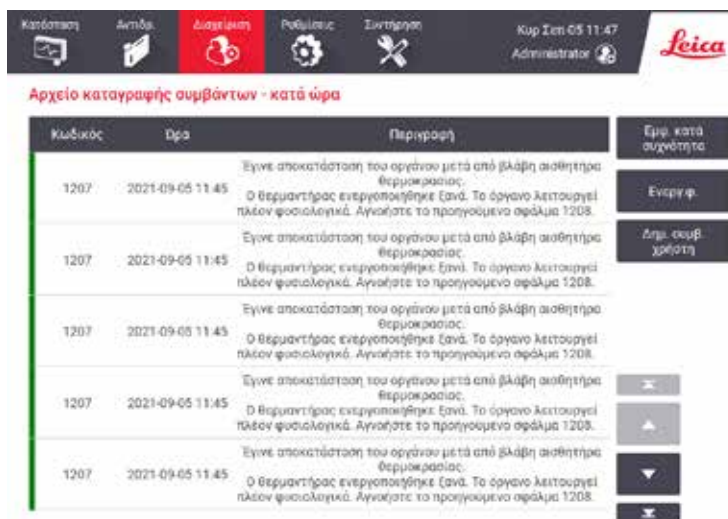 Κατάσταση Αντιδρ. Διαχείριση Ρυθμίσεις Συντήρηση
Κυρ Σεπ 05 11:47
Administrator
Leica
Αρχείο καταγραφής συμβάντων - κατά ώρα
Κωδικός Ώρα Περιγραφή
Εμφ. κατά
συχνότητα
Ενεργ.φ.
Δημ. συμβ.
χρήστη
Έγινε αποκατάσταση του οργάνου μετά από βλάβη αισθητήρα
θερμοκρασίας.
1207 2021-09-05 11:45 Ο θερμαντήρας ενεργοποιήθηκε ξανά. Το όργανο λειτουργεί
πλέον φυσιολογικά. Αγνοήστε το προηγούμενο σφάλμα 1208.
Έγινε αποκατάσταση του οργάνου μετά από βλάβη αισθητήρα
θερμοκρασίας.
1207 2021-09-05 11:45 Ο θερμαντήρας ενεργοποιήθηκε ξανά. Το όργανο λειτουργεί
πλέον φυσιολογικά. Αγνοήστε το προηγούμενο σφάλμα 1208.
Έγινε αποκατάσταση του οργάνου μετά από βλάβη αισθητήρα
θερμοκρασίας.
1207 2021-09-05 11:45 Ο θερμαντήρας ενεργοποιήθηκε ξανά. Το όργανο λειτουργεί
πλέον φυσιολογικά. Αγνοήστε το προηγούμενο σφάλμα 1208.
Έγινε αποκατάσταση του οργάνου μετά από βλάβη αισθητήρα
θερμοκρασίας.
1207 2021-09-05 11:45 Ο θερμαντήρας ενεργοποιήθηκε ξανά. Το όργανο λειτουργεί
πλέον φυσιολογικά. Αγνοήστε το προηγούμενο σφάλμα 1208.
Έγινε αποκατάσταση του οργάνου μετά από βλάβη αισθητήρα
θερμοκρασίας.
1207 2021-09-05 11:45 Ο θερμαντήρας ενεργοποιήθηκε ξανά. Το όργανο λειτουργεί
πλέον φυσιολογικά. Αγνοήστε το προηγούμενο σφάλμα 1208.